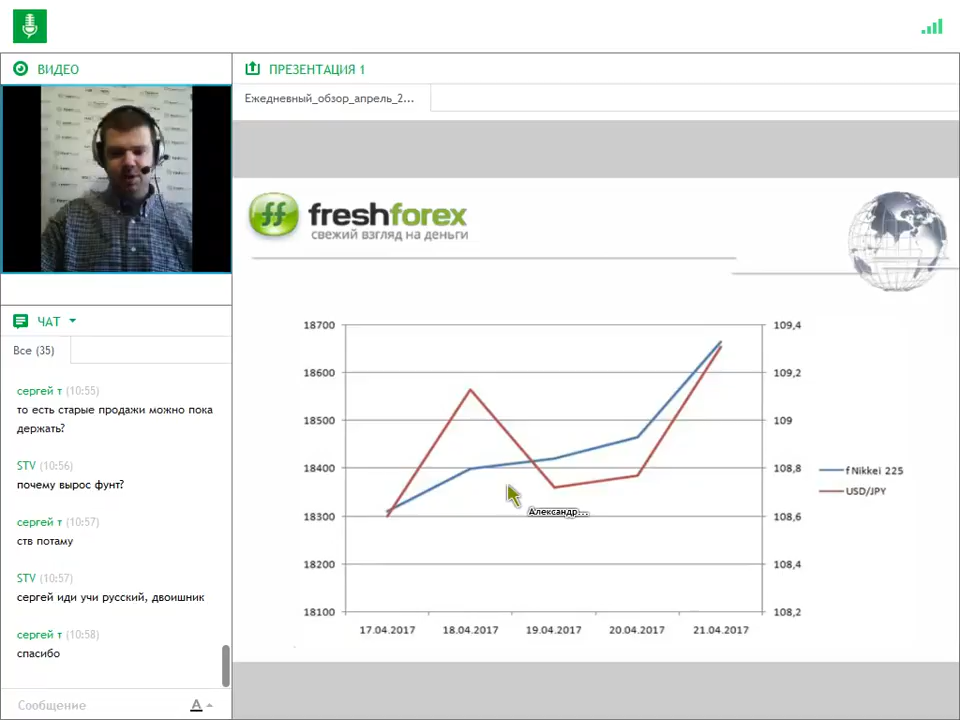 ВИДЕО
ПРЕЗЕНТАЦИЯ 1
Ежедневный_обзор_апрель_2...
ff freshforex
свежий взгляд на деньги
ЧАТ
Все (35)
сергей т (10:55)
то есть старые продажи можно пока
держать?
STV (10:56)
почему вырос фунт?
сергей т (10:57)
ств потаму
STV (10:57)
сергей иди учи русский, двоишник
сергей т (10:58)
спасибо
Сообщение
A
18700
18600
18500
18400
18300
18200
18100
109,4
109,2
109
108,8
108,6
108,4
108,2
17.04.2017 18.04.2017 19.04.2017 20.04.2017 21.04.2017
f Nikkei 225
USD/JPY
Александр...